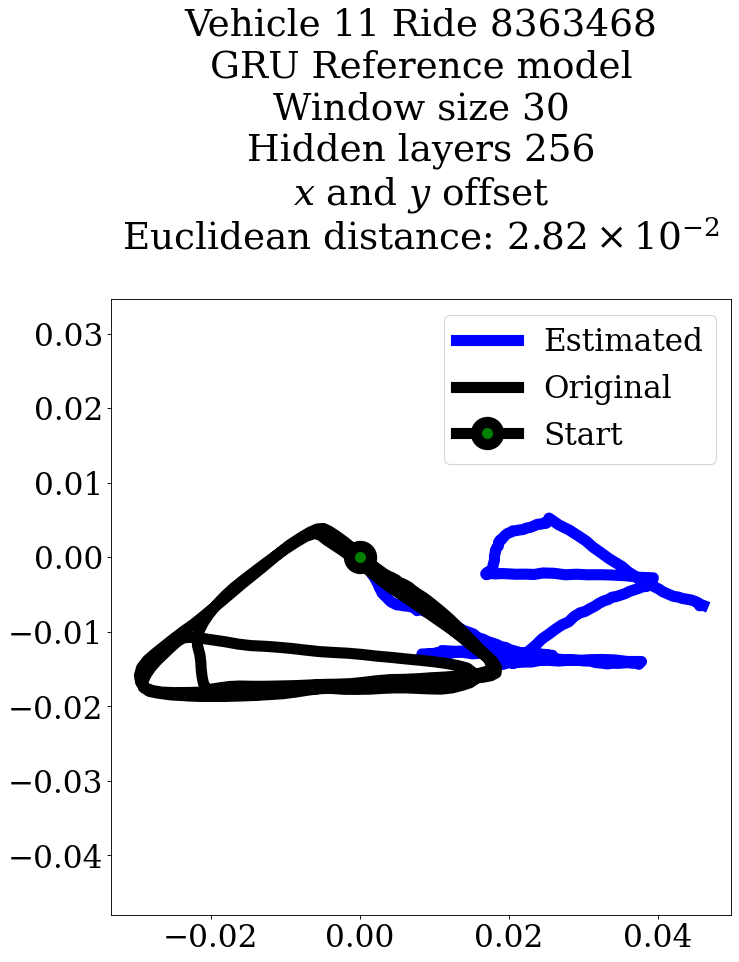 Vehicle 11 Ride 8363468
GRU Reference model
Window size 30
Hidden layers 256
x and y offset
Euclidean distance: 2.82 × 10⁻²
Estimated
Original
Start
0.03
0.02
0.01
0.00
−0.01
−0.02
−0.03
−0.04
−0.02 0.00 0.02 0.04